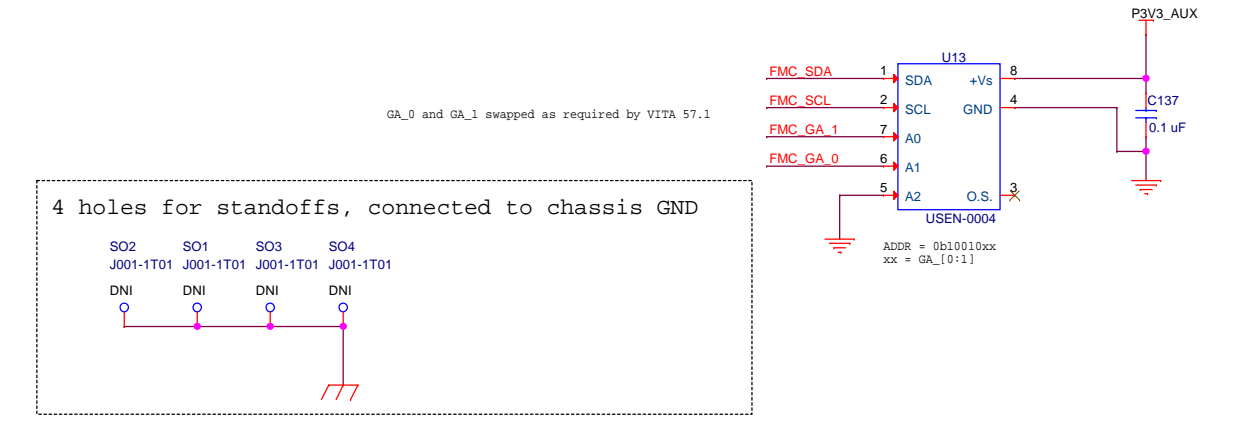 P3V3_AUX
U13
FMC_SDA 1 SDA +Vs 8
FMC_SCL 2 SCL GND 4
C137
0.1 uF
GA_0 and GA_1 swapped as required by VITA 57.1
FMC_GA_1 7 A0
FMC_GA_0 6 A1
5 A2 O.S. 3
USEN-0004
ADDR = 0b10010xx
xx = GA_[0:1]
4 holes for standoffs, connected to chassis GND
SO2 SO1 SO3 SO4
J001-1T01 J001-1T01 J001-1T01 J001-1T01
DNI DNI DNI DNI